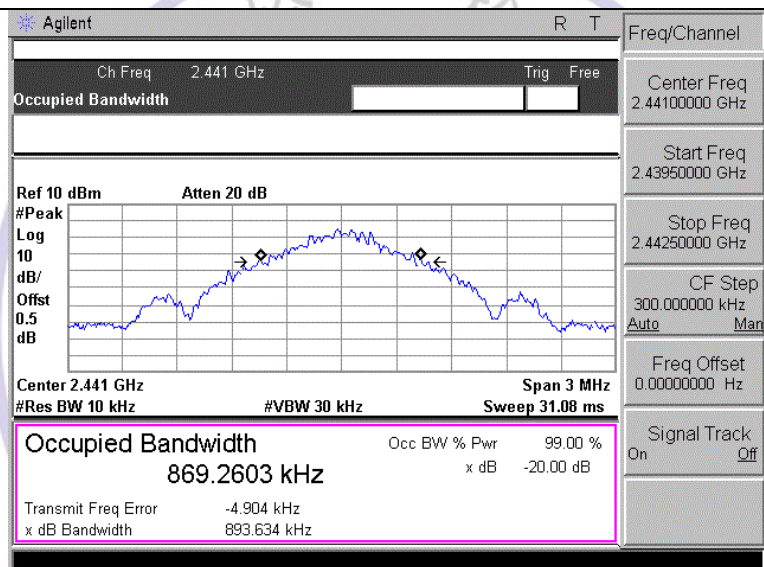 Agilent R T
Ch Freq 2.441 GHz Trig Free
Occupied Bandwidth
Ref 10 dBm Atten 20 dB
#Peak
Log
10
dB/
Offst
0.5
dB
Center 2.441 GHz Span 3 MHz
#Res BW 10 kHz #VBW 30 kHz Sweep 31.08 ms
Occupied Bandwidth Occ BW % Pwr 99.00 %
869.2603 kHz x dB -20.00 dB
Transmit Freq Error -4.904 kHz
x dB Bandwidth 893.634 kHz
Freq/Channel
Center Freq
2.44100000 GHz
Start Freq
2.43950000 GHz
Stop Freq
2.44250000 GHz
CF Step
300.000000 kHz
Auto Man
Freq Offset
0.00000000 Hz
Signal Track
On Off